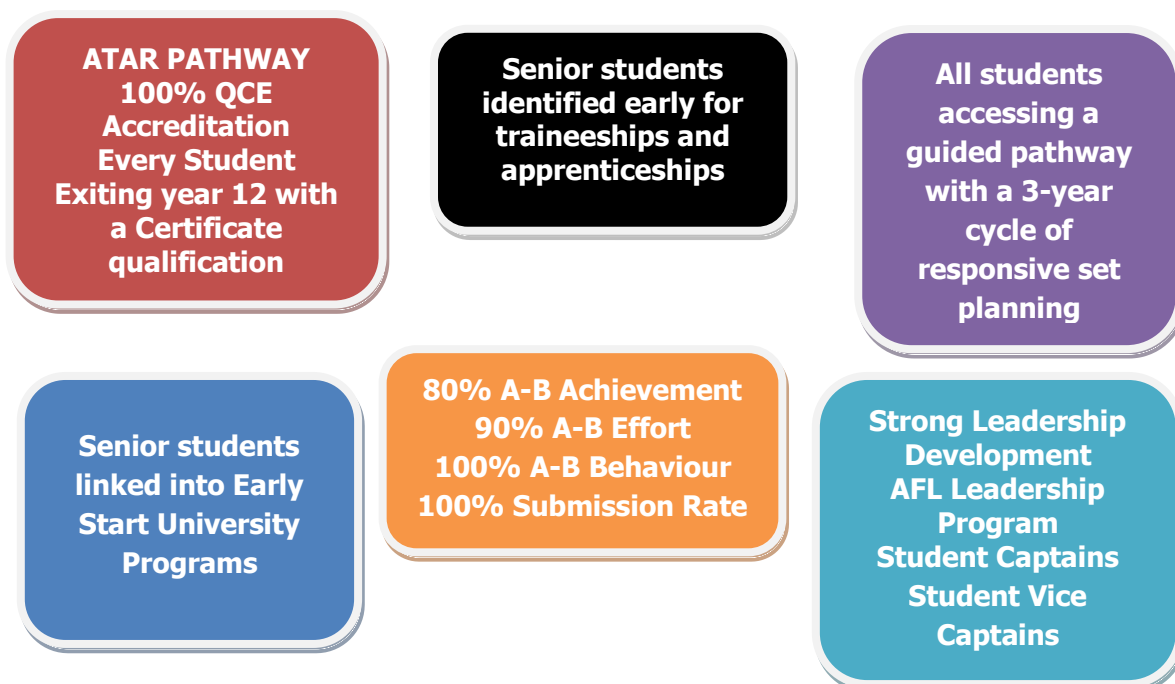 ATAR PATHWAY
100% QCE
Accreditation
Every Student
Exiting year 12 with
a Certificate
qualification
Senior students
identified early for
traineeships and
apprenticeships
All students
accessing a
guided pathway
with a 3-year
cycle of
responsive set
planning
Senior students
linked into Early
Start University
Programs
80% A-B Achievement
90% A-B Effort
100% A-B Behaviour
100% Submission Rate
Strong Leadership
Development
AFL Leadership
Program
Student Captains
Student Vice
Captains